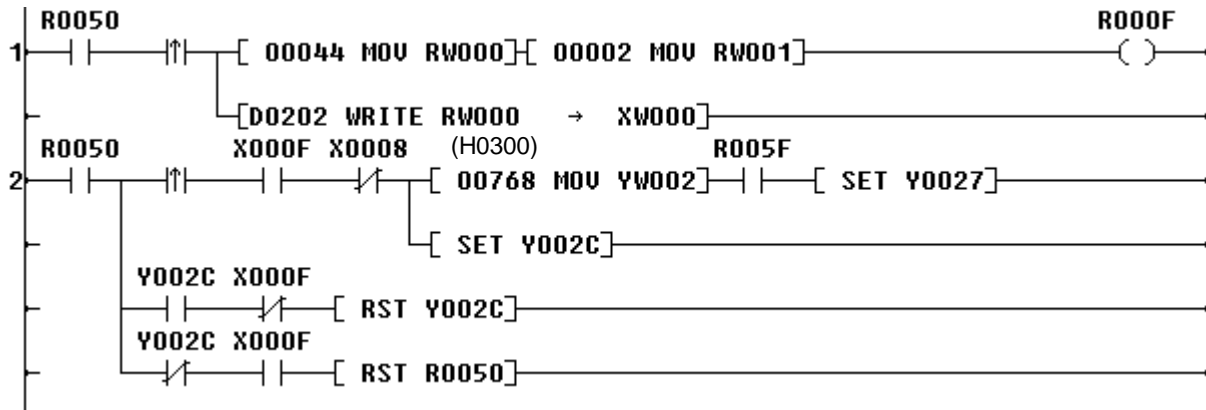 R0050 R000F
1 ↑ [ 00044 MOV RW000] [ 00002 MOV RW001] ( )
[D0202 WRITE RW000 → XW000]
R0050 X000F X0008 (H0300) R005F
2 ↑ [ 00768 MOV YW002] [ SET Y0027]
[ SET Y002C]
Y002C X000F
[ RST Y002C]
Y002C X000F
[ RST R0050]